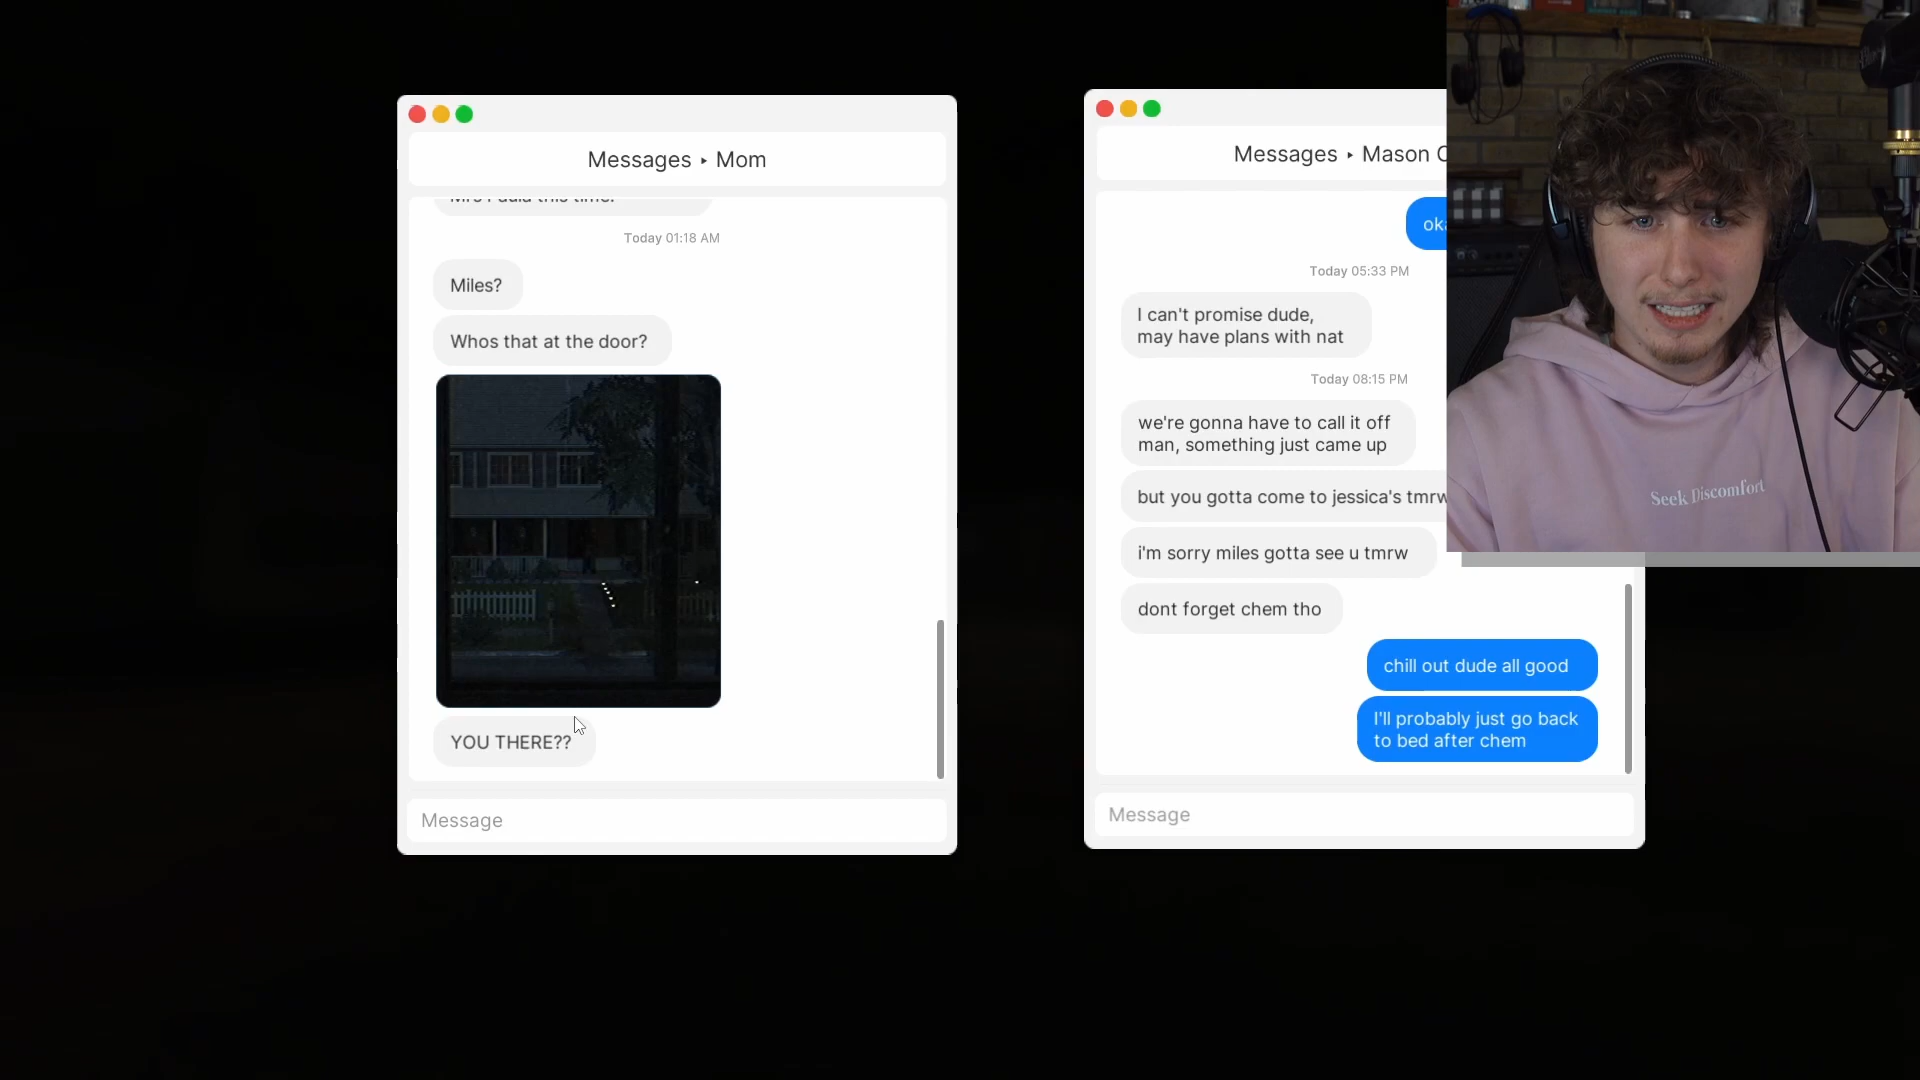 Messages ▸ Mom
Today 01:18 AM
Miles?
Whos that at the door?
YOU THERE??
Message
Messages ▸ Mason
Today 05:33 PM
I can't promise dude,
may have plans with nat
Today 08:15 PM
we're gonna have to call it off
man, something just came up
but you gotta come to jessica's tmrw
i'm sorry miles gotta see u tmrw
dont forget chem tho
chill out dude all good
I'll probably just go back
to bed after chem
Message
Seek Discomfort